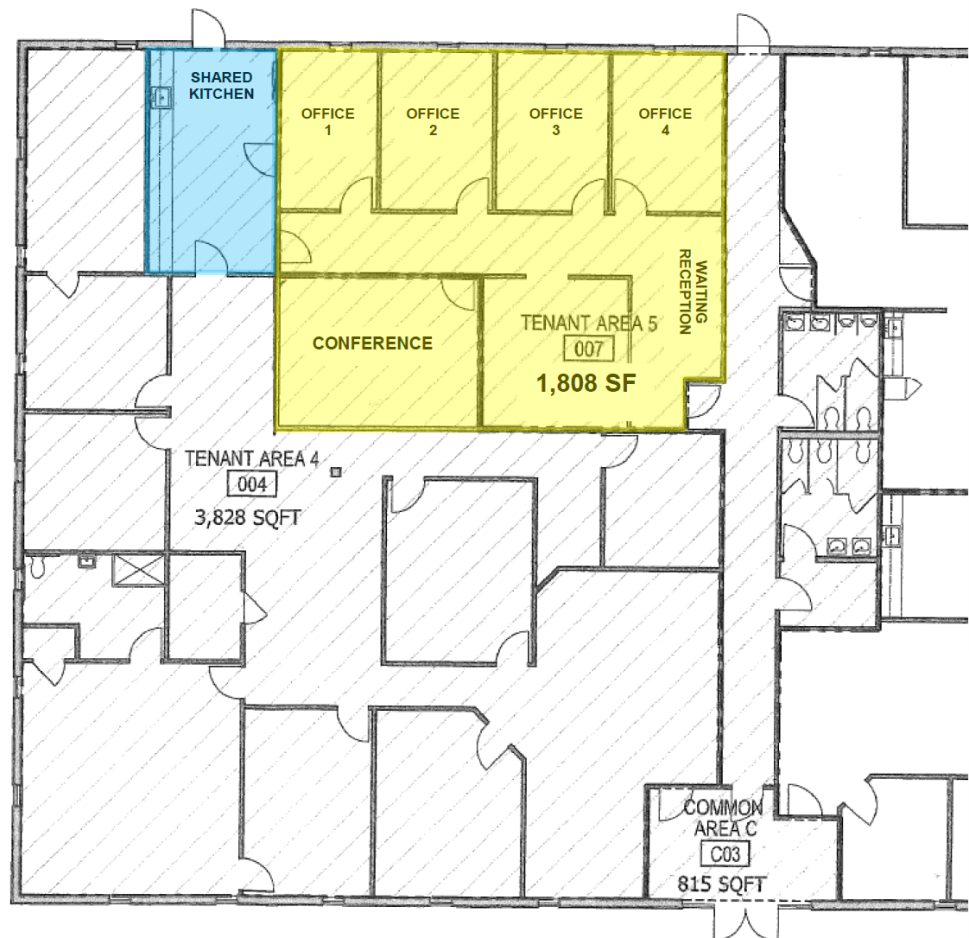 SHARED
KITCHEN
OFFICE
1
OFFICE
2
OFFICE
3
OFFICE
4
WAITING
RECEPTION
CONFERENCE
TENANT AREA 5
007
1,808 SF
TENANT AREA 4
004
3,828 SQFT
COMMON
AREA C
C03
815 SQFT